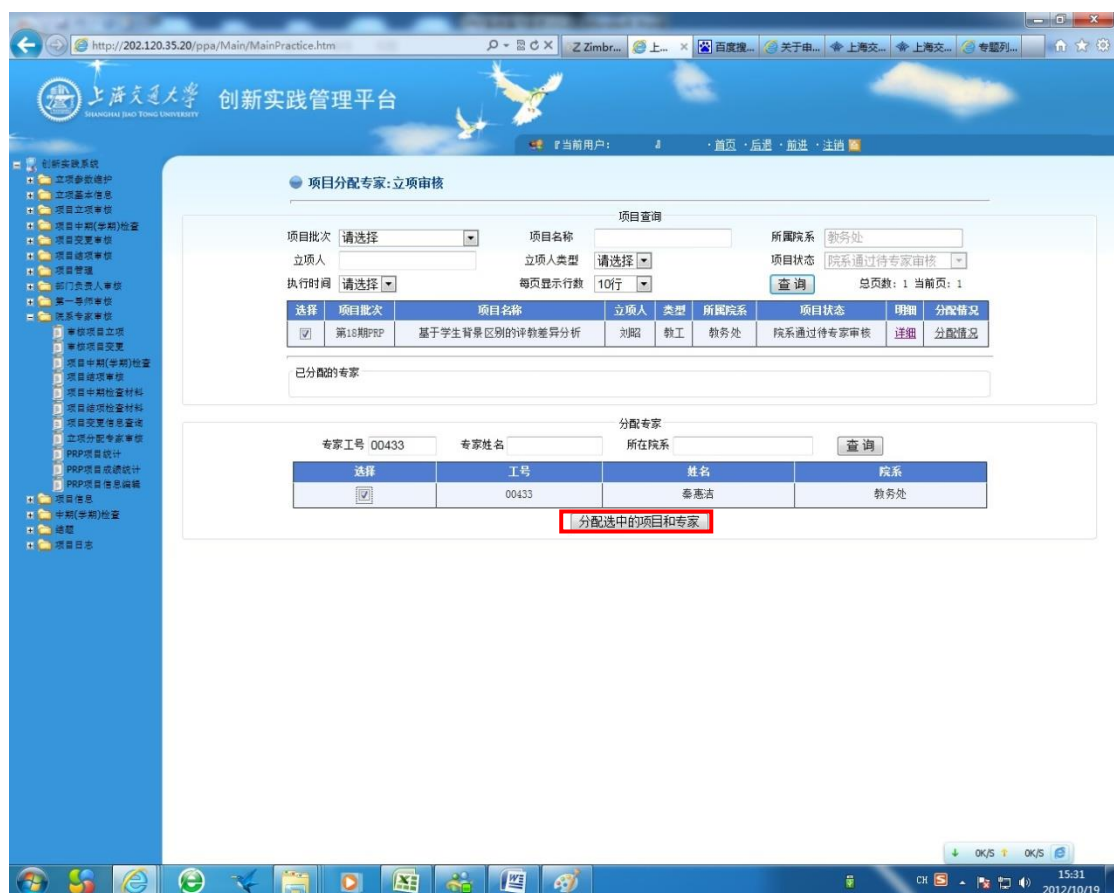 http://202.120.35.20/ppa/Main/MainPractice.htm
Z Zimbr... 上... × 百度搜... 关于申... 上海交... 上海交... 专题列...
上海交通大学 创新实践管理平台
SHANGHAI JIAO TONG UNIVERSITY
『当前用户: 』 ·首页 ·后退 ·前进 ·注销
创新实践系统
立项参数维护
立项基本信息
项目立项审核
项目中期(学期)检查
项目变更审核
项目结项审核
项目管理
部门负责人审核
第一导师审核
院系专家审核
审核项目立项
审核项目变更
项目中期(学期)检查
项目结项审核
项目中期检查材料
项目结项检查材料
项目变更信息查询
立项分配专家审核
PRP项目统计
PRP项目成绩统计
PRP项目信息编辑
项目信息
中期(学期)检查
结题
项目日志
项目分配专家:立项审核
项目查询
项目批次 请选择 项目名称 所属院系 教务处
立项人 立项人类型 请选择 项目状态 院系通过待专家审核
执行时间 请选择 每页显示行数 10行 查询 总页数: 1 当前页: 1
选择 项目批次 项目名称 立项人 类型 所属院系 项目状态 明细 分配情况
第18期PRP 基于学生背景区别的评教差异分析 刘昭 教工 教务处 院系通过待专家审核 详细 分配情况
已分配的专家
分配专家
专家工号 00433 专家姓名 所在院系 查询
选择 工号 姓名 院系
00433 秦惠洁 教务处
分配选中的项目和专家
0K/S 0K/S
CH
15:31
2012/10/19